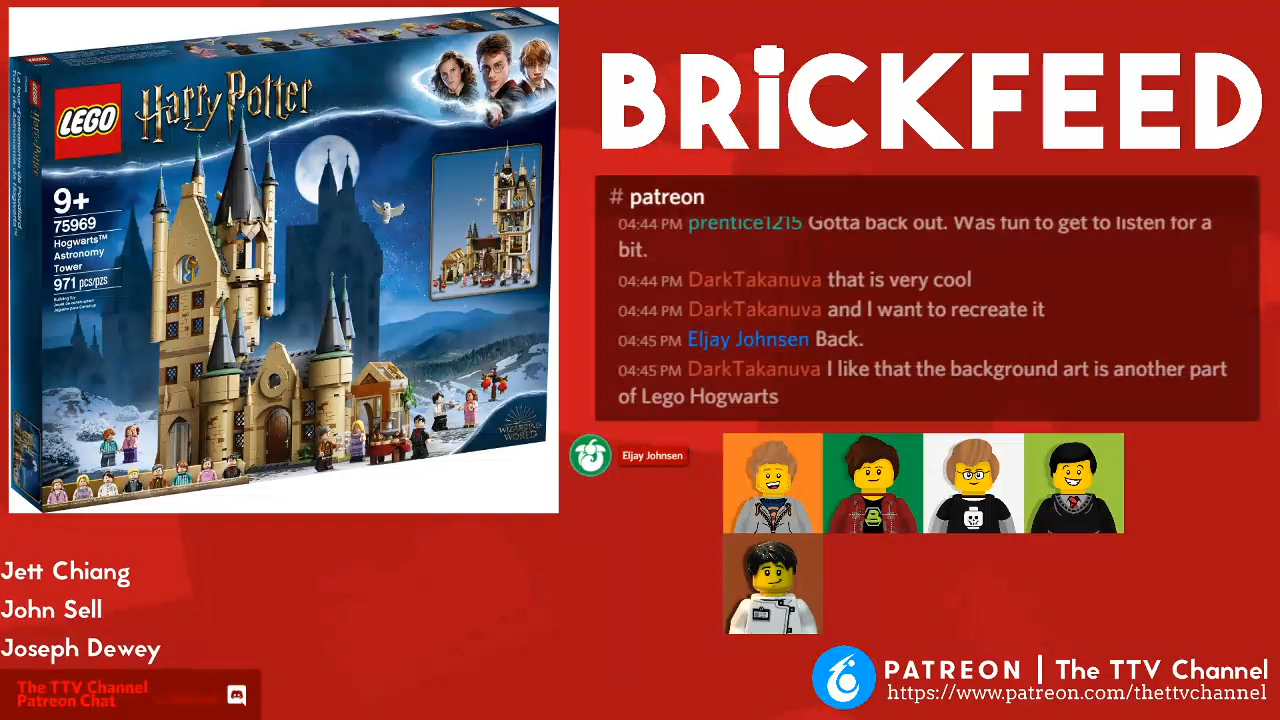 LEGO
Harry Potter
9+
75969
Hogwarts™
Astronomy
Tower
971 pcs/pzs
WIZARDING
WORLD
BRiCKFEED
# patreon
04:44 PM prentice1215 Gotta back out. Was fun to get to listen for a
bit.
04:44 PM DarkTakanuva that is very cool
04:44 PM DarkTakanuva and I want to recreate it
04:45 PM Eljay Johnsen Back.
04:45 PM DarkTakanuva I like that the background art is another part
of Lego Hogwarts
Eljay Johnsen
Jett Chiang
John Sell
Joseph Dewey
The TTV Channel
Patreon Chat
PATREON | The TTV Channel
https://www.patreon.com/thettvchannel